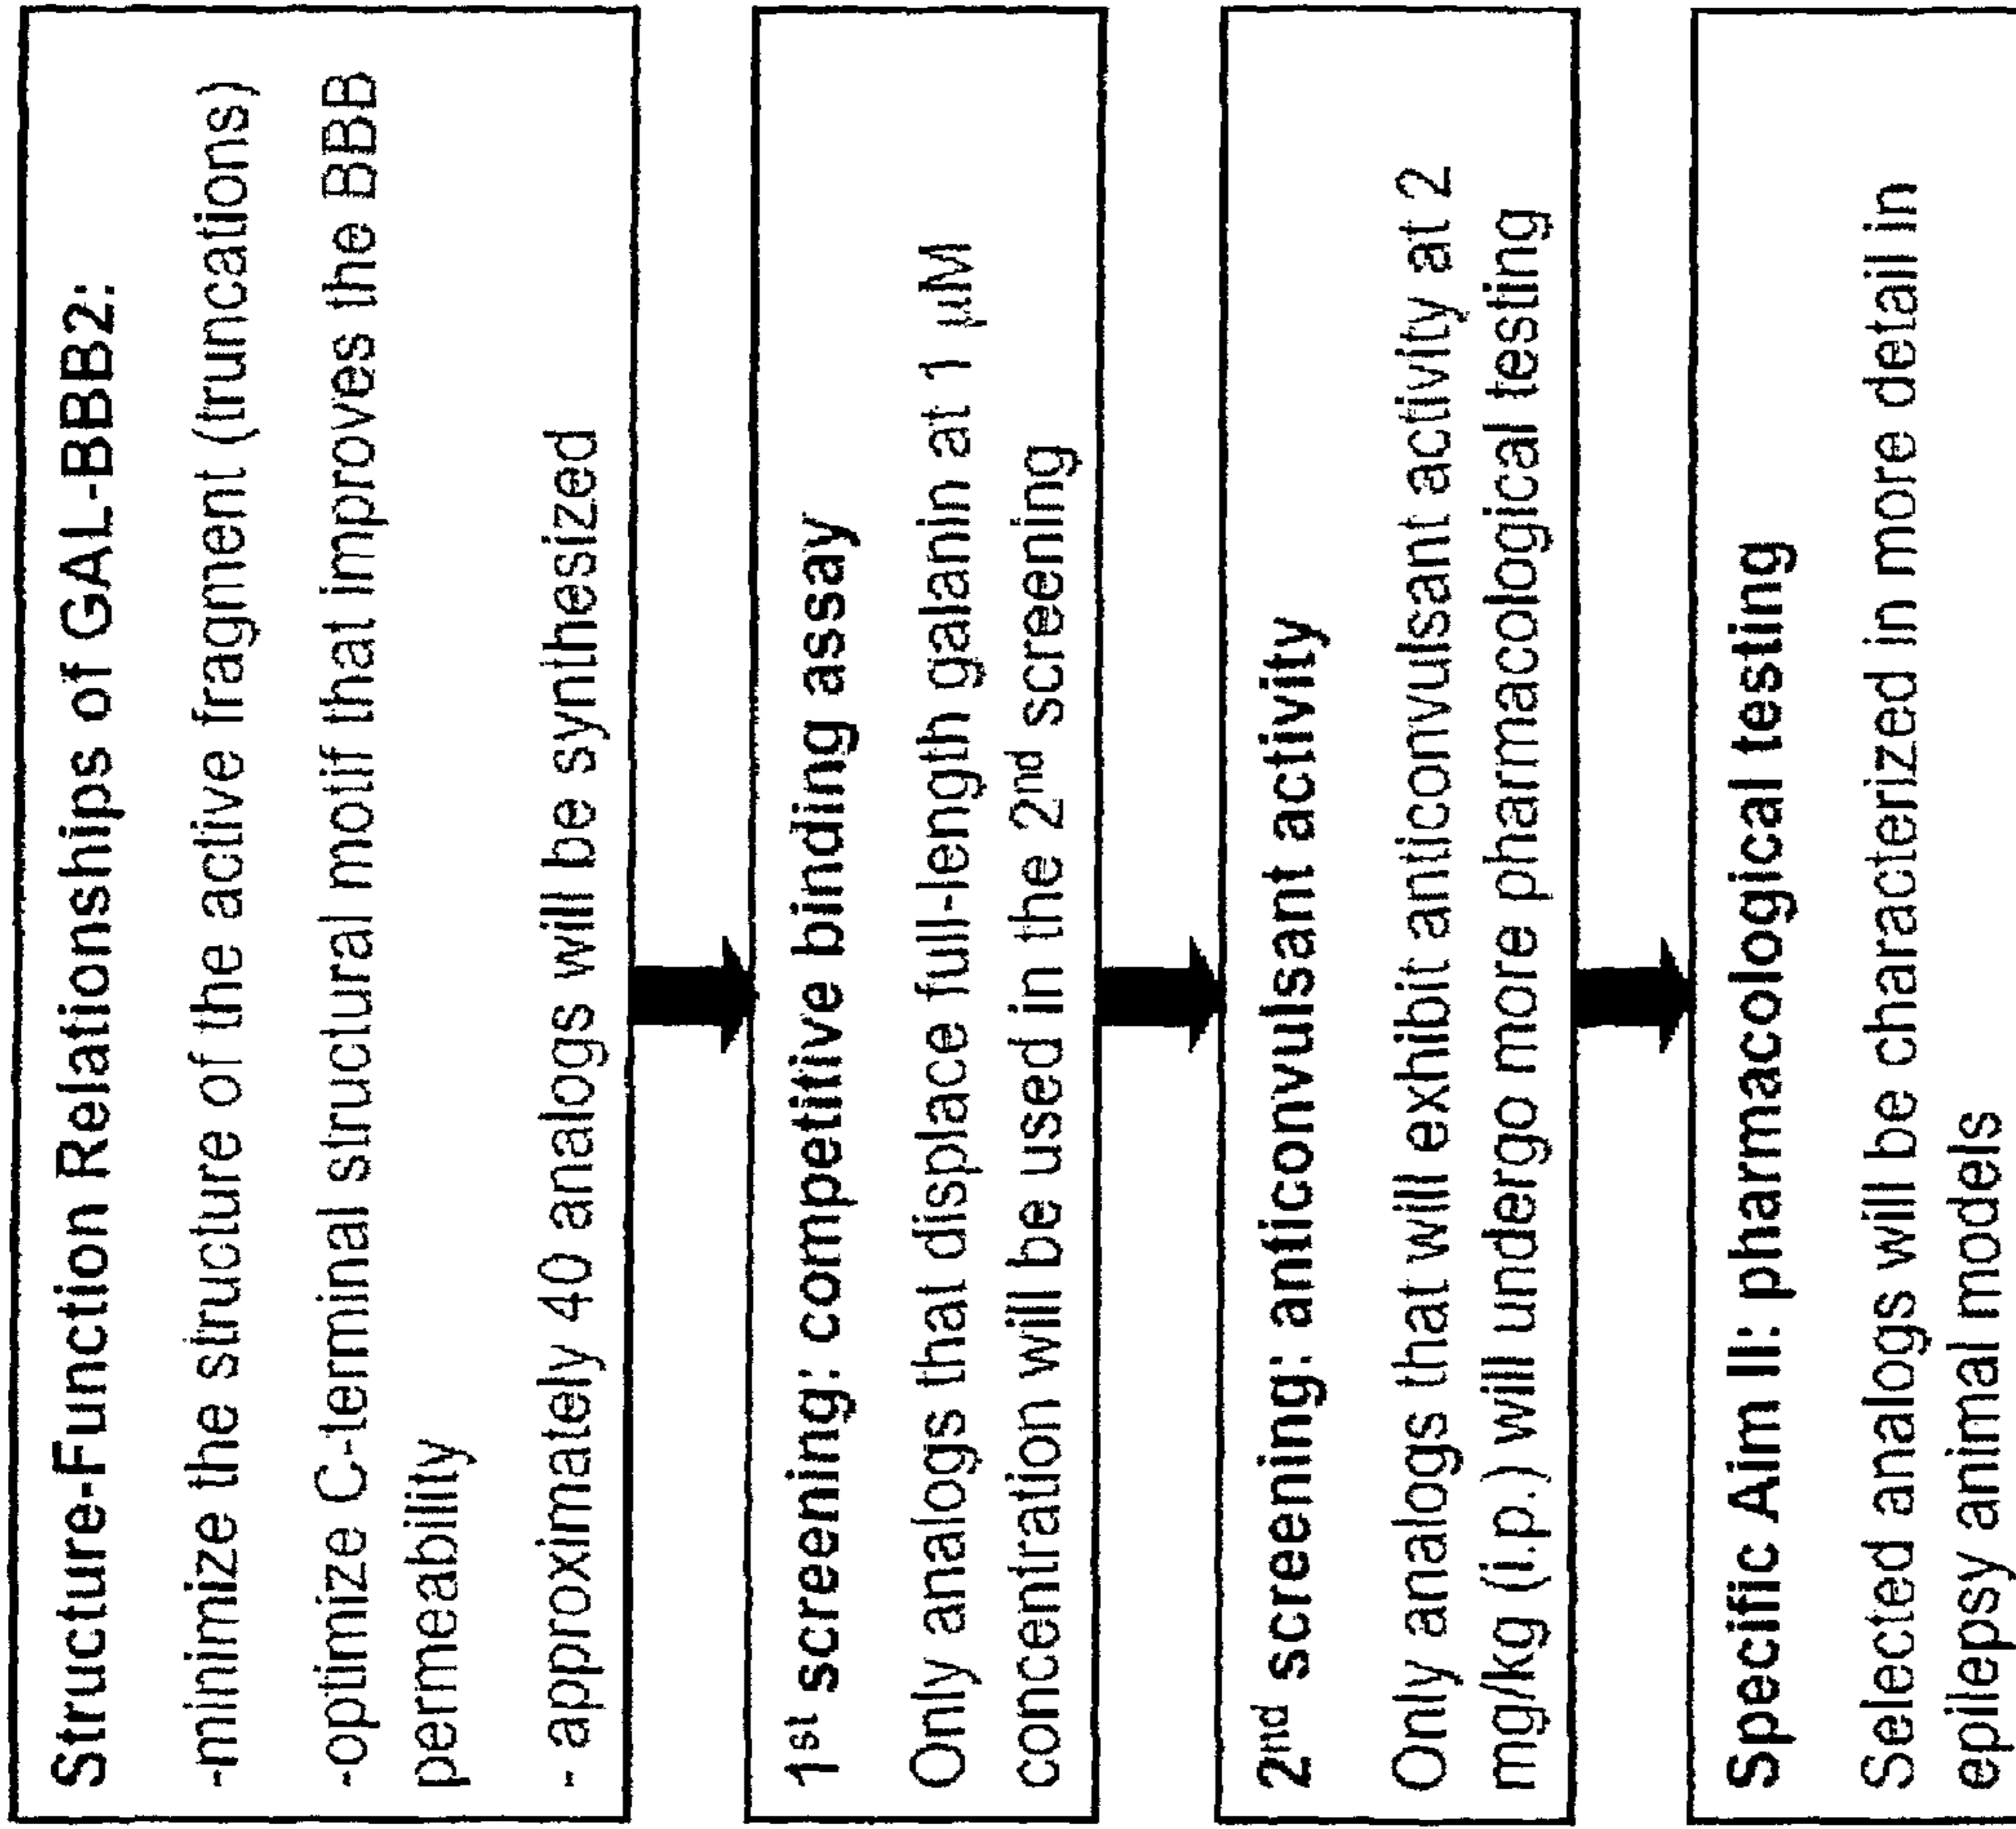 Structure-Function Relationships of GAL-BBB2:
-minimize the structure of the active fragment (truncations)
-optimize C-terminal structural motif that improves the BBB
permeability
- approximately 40 analogs will be synthesized
1st screening: competitive binding assay
Only analogs that displace full-length galanin at 1 µM
concentration will be used in the 2nd screening
2nd screening: anticonvulsant activity
Only analogs that will exhibit anticonvulsant activity at 2
mg/kg (i.p.) will undergo more pharmacological testing
Specific Aim II: pharmacological testing
Selected analogs will be characterized in more detail in
epilepsy animal models